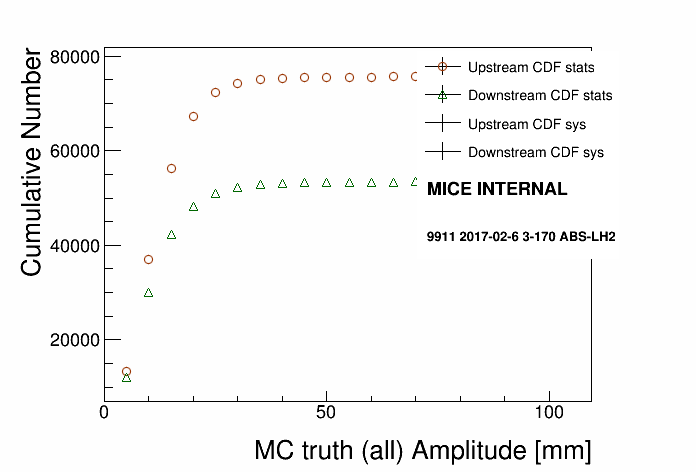 Cumulative Number
80000
60000
40000
20000
0
50
100
MC truth (all) Amplitude [mm]
Upstream CDF stats
Downstream CDF stats
Upstream CDF sys
Downstream CDF sys
MICE INTERNAL
9911 2017-02-6 3-170 ABS-LH2